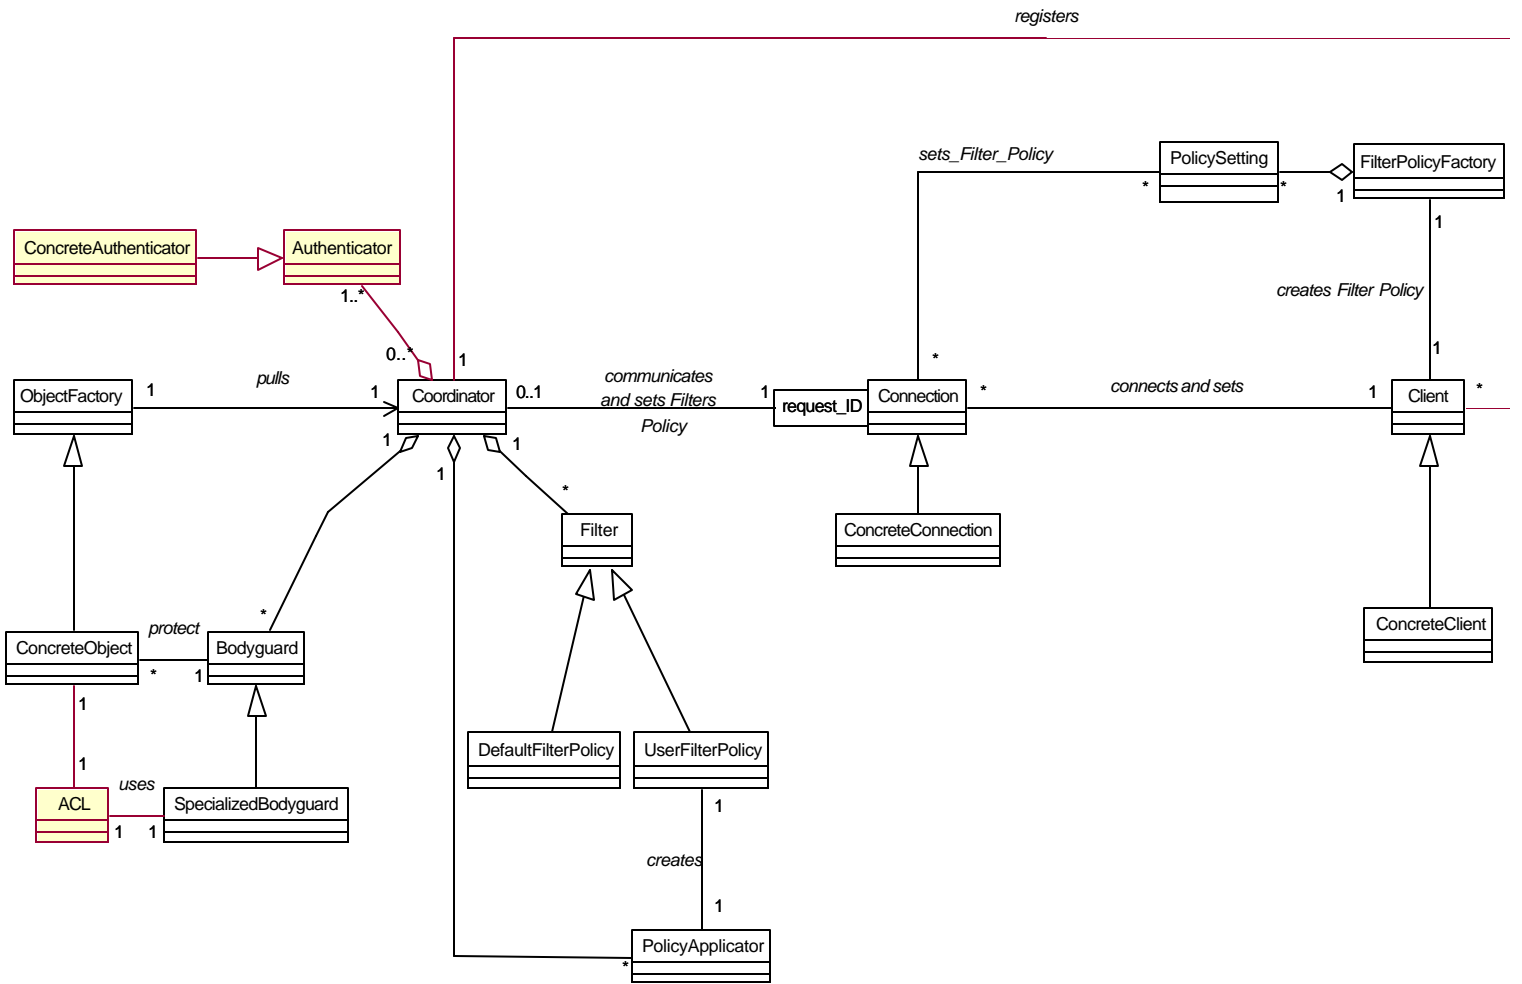 registers
sets_Filter_Policy
PolicySetting
FilterPolicyFactory
*
*
1
1
ConcreteAuthenticator
Authenticator
1..*
creates Filter Policy
0..*
1
*
1
ObjectFactory
1
pulls
1
Coordinator
0..1
communicates
and sets Filters
Policy
1
request_ID
Connection
*
connects and sets
1
Client
*
1
1
1
*
Filter
ConcreteConnection
*
ConcreteObject
protect
Bodyguard
ConcreteClient
*
1
1
DefaultFilterPolicy
UserFilterPolicy
1
uses
ACL
SpecializedBodyguard
1
1
1
creates
1
PolicyApplicator
*